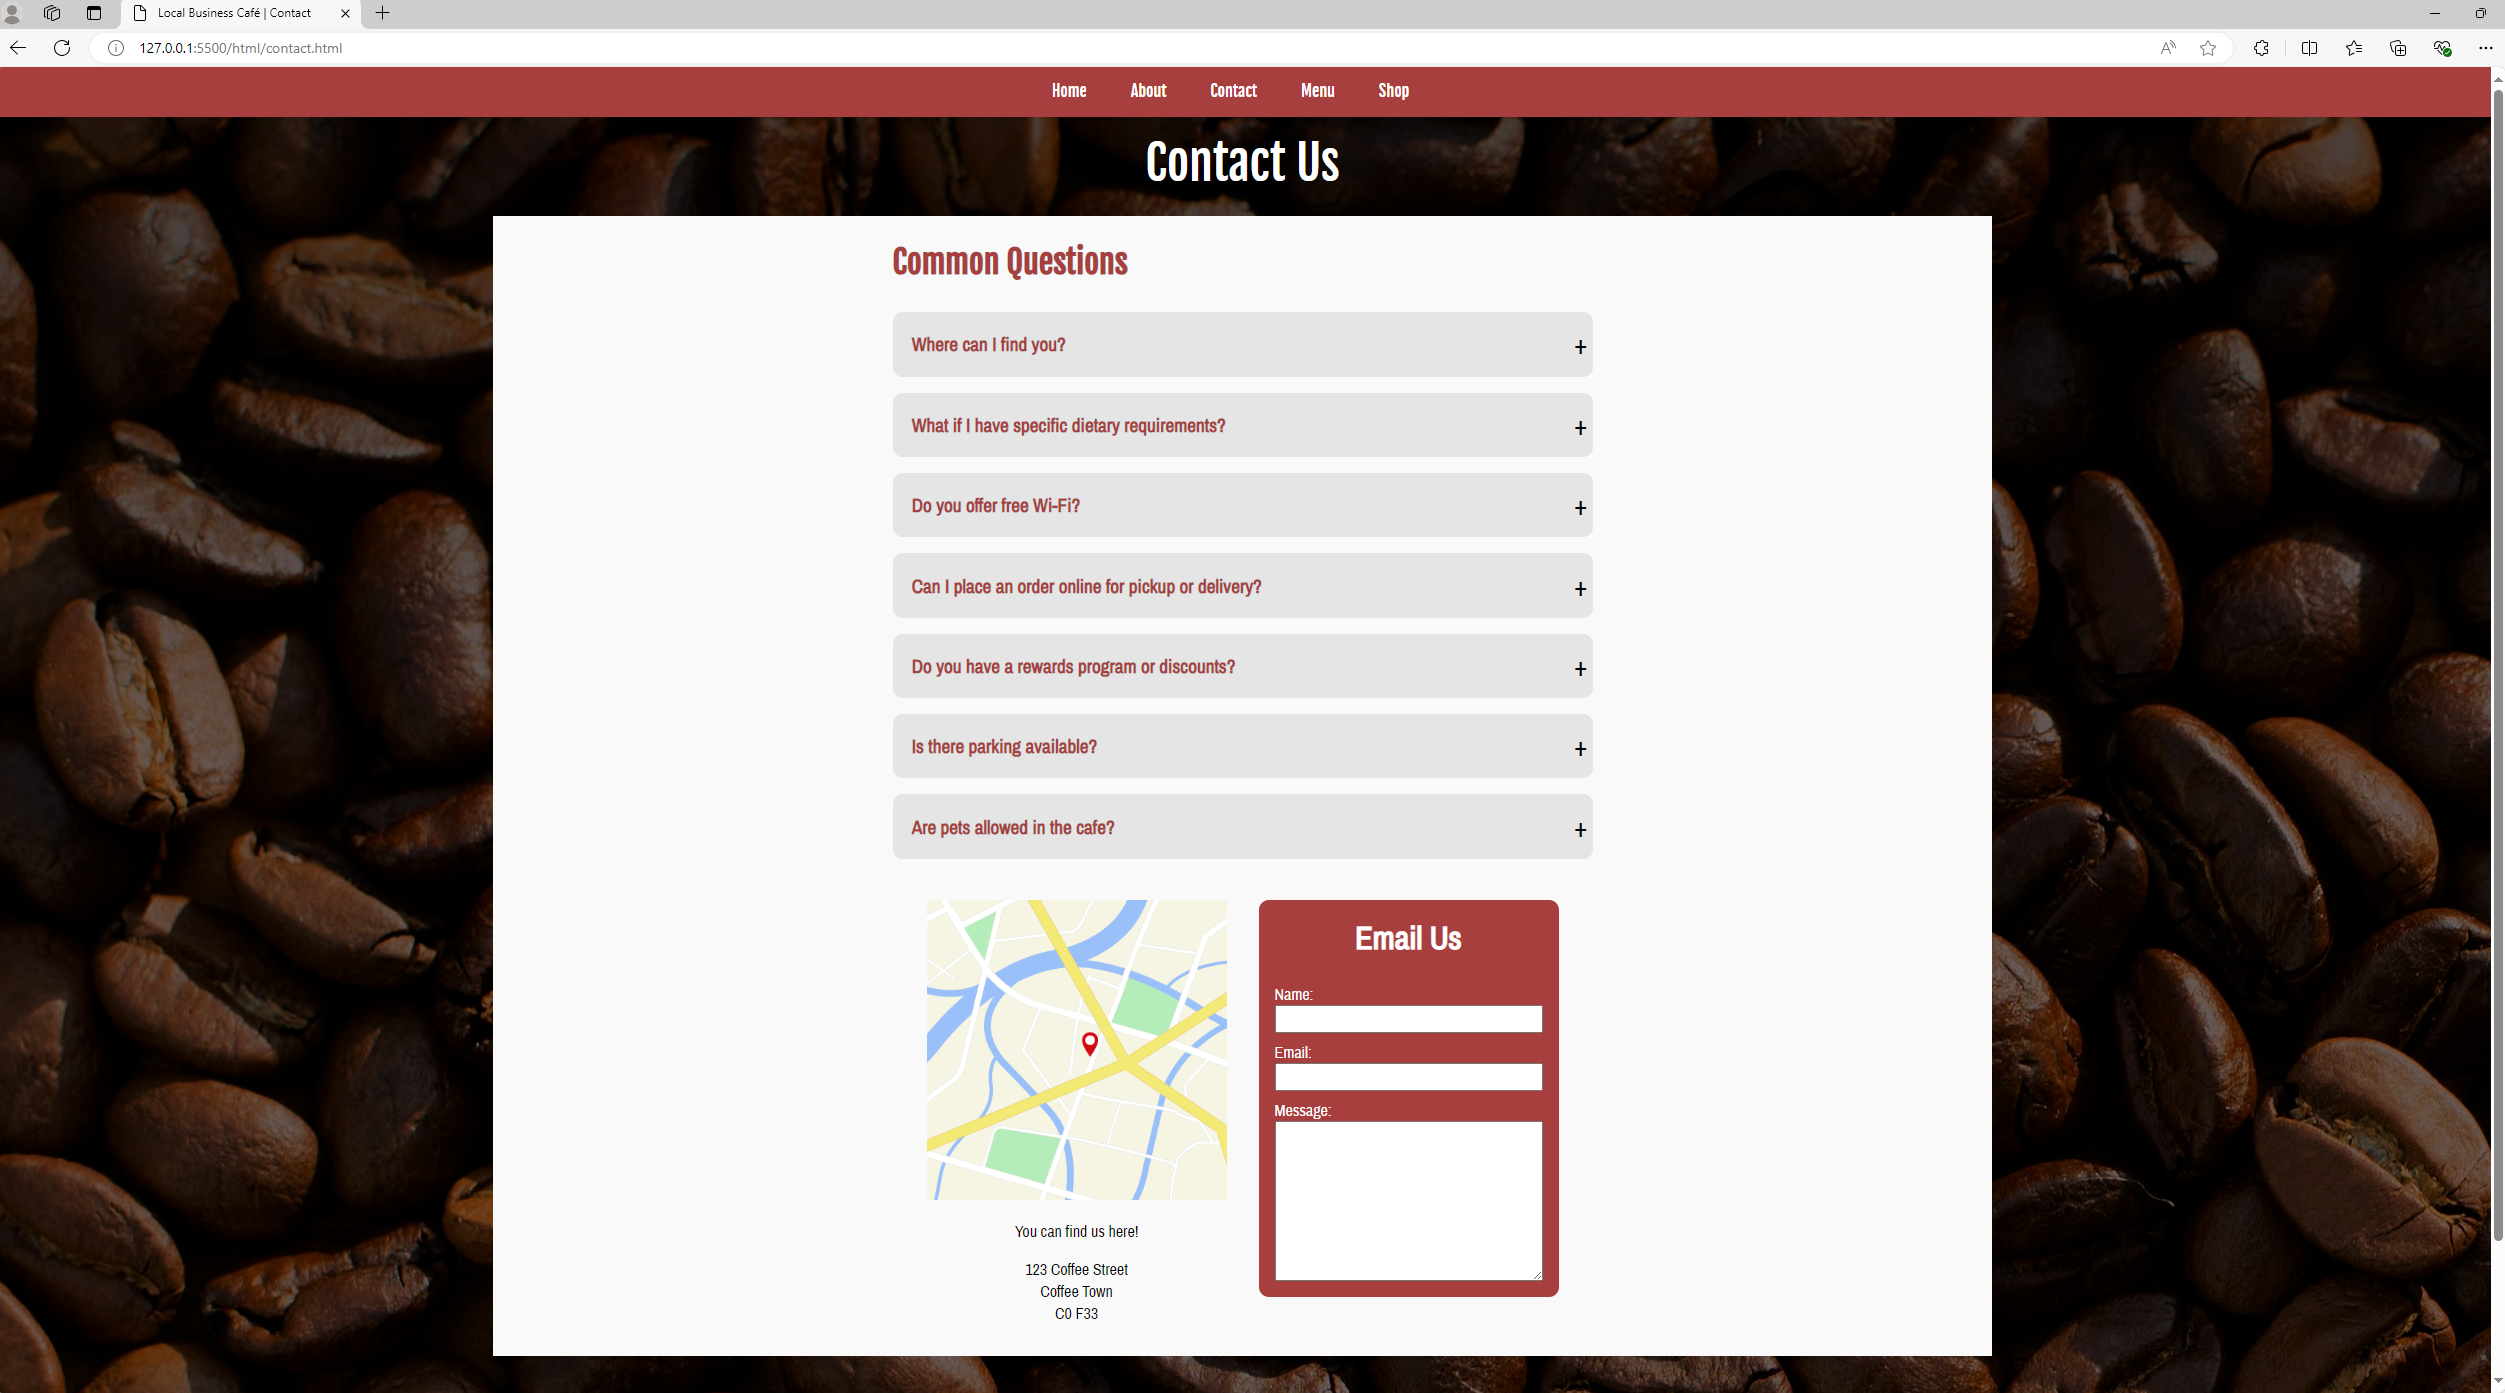 Local Business Café | Contact
127.0.0.1:5500/html/contact.html
Home About Contact Menu Shop
Contact Us
Common Questions
Where can I find you? +
What if I have specific dietary requirements? +
Do you offer free Wi-Fi? +
Can I place an order online for pickup or delivery? +
Do you have a rewards program or discounts? +
Is there parking available? +
Are pets allowed in the cafe? +
You can find us here!
123 Coffee Street
Coffee Town
C0 F33
Email Us
Name:
Email:
Message: